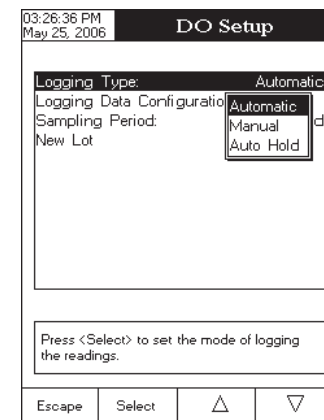 03:26:36 PM
May 25, 2006
DO Setup
Logging Type: Automatic
Logging Data Configuratio
Automatic
Sampling Period: d
Manual
New Lot
Auto Hold
Press <Select> to set the mode of logging
the readings.
Escape Select △ ▽